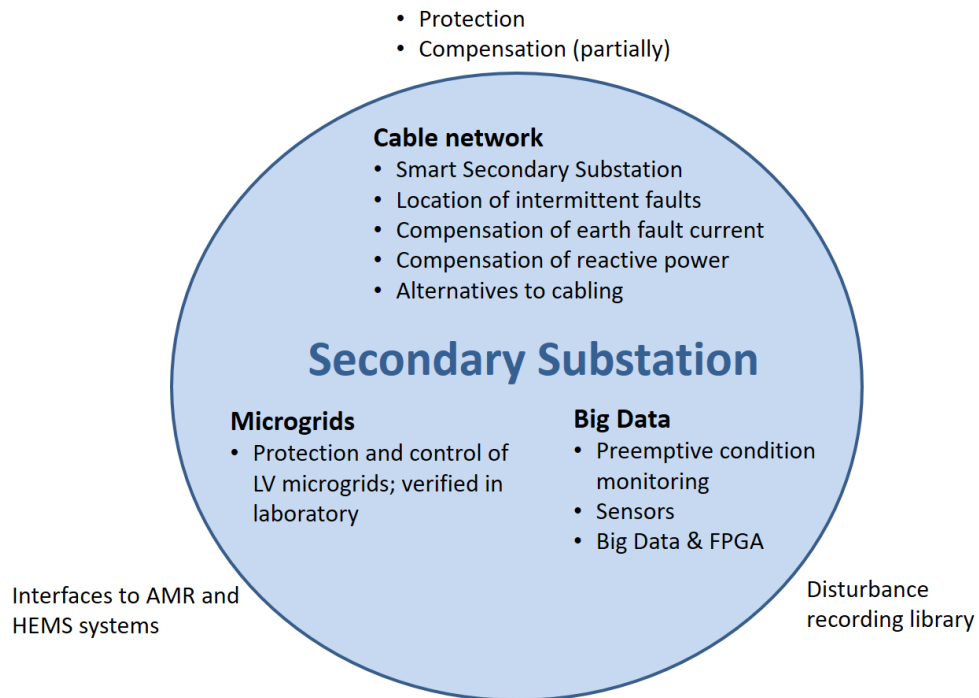 • Protection
• Compensation (partially)
Cable network
• Smart Secondary Substation
• Location of intermittent faults
• Compensation of earth fault current
• Compensation of reactive power
• Alternatives to cabling
Secondary Substation
Microgrids
• Protection and control of
LV microgrids; verified in
laboratory
Big Data
• Preemptive condition
monitoring
• Sensors
• Big Data & FPGA
Interfaces to AMR and
HEMS systems
Disturbance
recording library